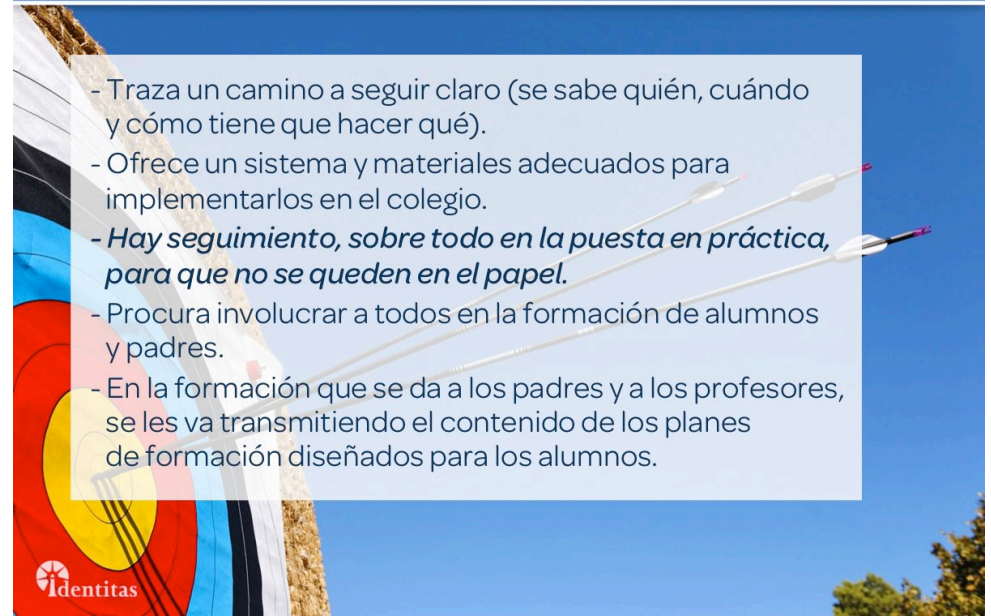 - Traza un camino a seguir claro (se sabe quién, cuándo
y cómo tiene que hacer qué).
- Ofrece un sistema y materiales adecuados para
implementarlos en el colegio.
- Hay seguimiento, sobre todo en la puesta en práctica,
para que no se queden en el papel.
- Procura involucrar a todos en la formación de alumnos
y padres.
- En la formación que se da a los padres y a los profesores,
se les va transmitiendo el contenido de los planes
de formación diseñados para los alumnos.
identitas